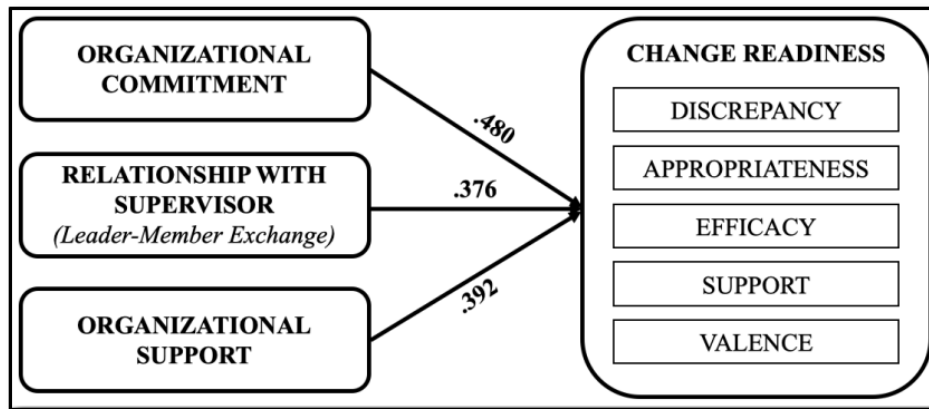 ORGANIZATIONAL
COMMITMENT
RELATIONSHIP WITH
SUPERVISOR
(Leader-Member Exchange)
ORGANIZATIONAL
SUPPORT
.480
.376
.392
CHANGE READINESS
DISCREPANCY
APPROPRIATENESS
EFFICACY
SUPPORT
VALENCE